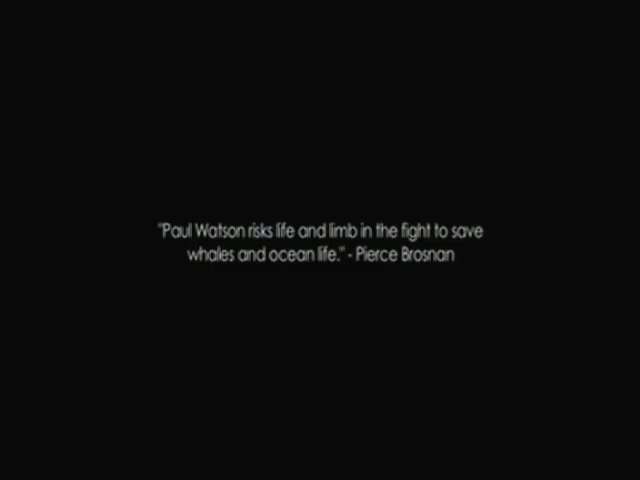 "Paul Watson risks life and limb in the fight to save
whales and ocean life." - Pierce Brosnan